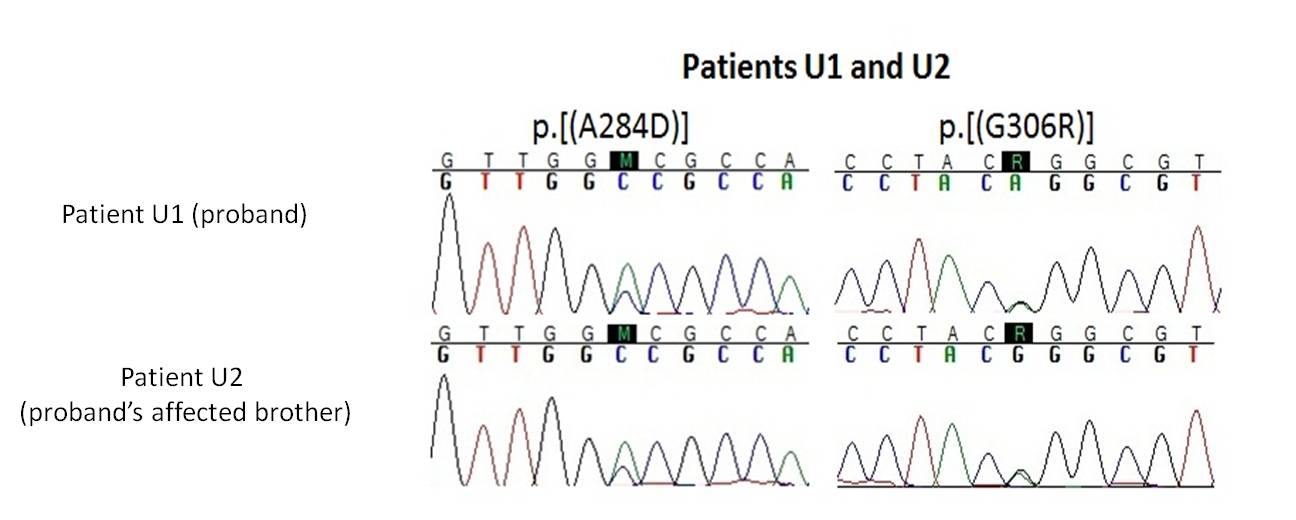 Patients U1 and U2
p.[(A284D)]
p.[(G306R)]
G T T G G M C G C C A
C C T A C R G G C G T
G T T G G C C G C C A
C C T A C A G G C G T
Patient U1 (proband)
G T T G G M C G C C A
C C T A C R G G C G T
G T T G G C C G C C A
C C T A C G G G C G T
Patient U2
(proband’s affected brother)